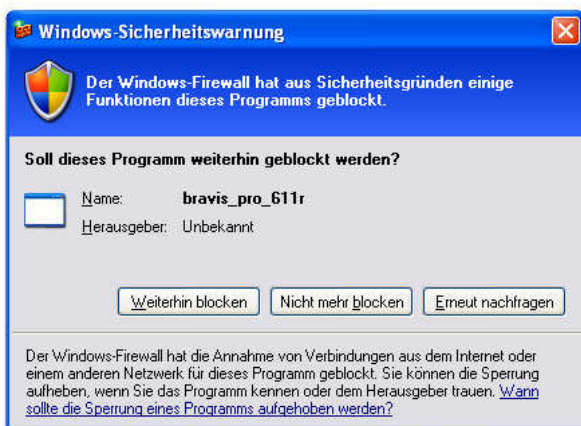 Windows-Sicherheitswarnung
Der Windows-Firewall hat aus Sicherheitsgründen einige
Funktionen dieses Programms geblockt.
Soll dieses Programm weiterhin geblockt werden?
Name: bravis_pro_611r
Herausgeber: Unbekannt
Weiterhin blocken Nicht mehr blocken Erneut nachfragen
Der Windows-Firewall hat die Annahme von Verbindungen aus dem Internet oder
einem anderen Netzwerk für dieses Programm geblockt. Sie können die Sperrung
aufheben, wenn Sie das Programm kennen oder dem Herausgeber trauen. Wann
sollte die Sperrung eines Programms aufgehoben werden?